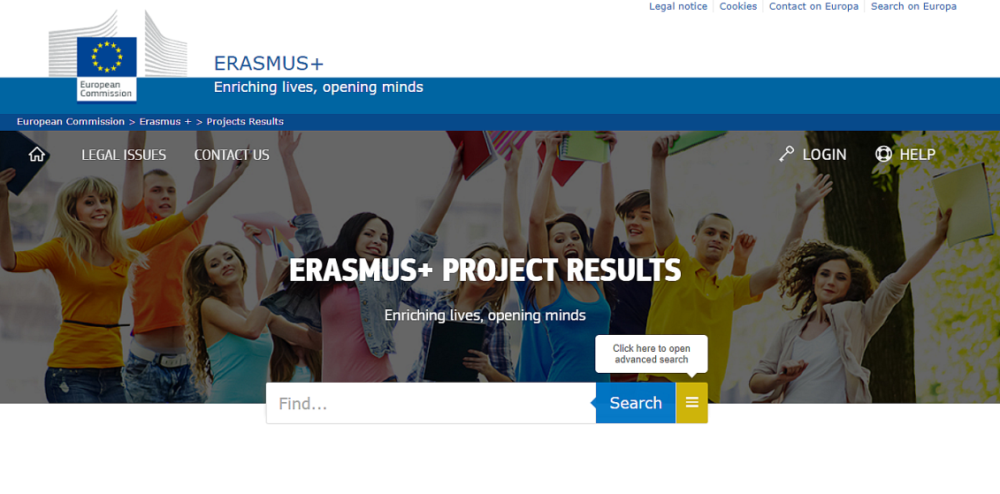 Legal notice Cookies Contact on Europa Search on Europa
European
Commission
ERASMUS+
Enriching lives, opening minds
European Commission > Erasmus + > Projects Results
LEGAL ISSUES CONTACT US LOGIN HELP
ERASMUS+ PROJECT RESULTS
Enriching lives, opening minds
Click here to open
advanced search
Find... Search